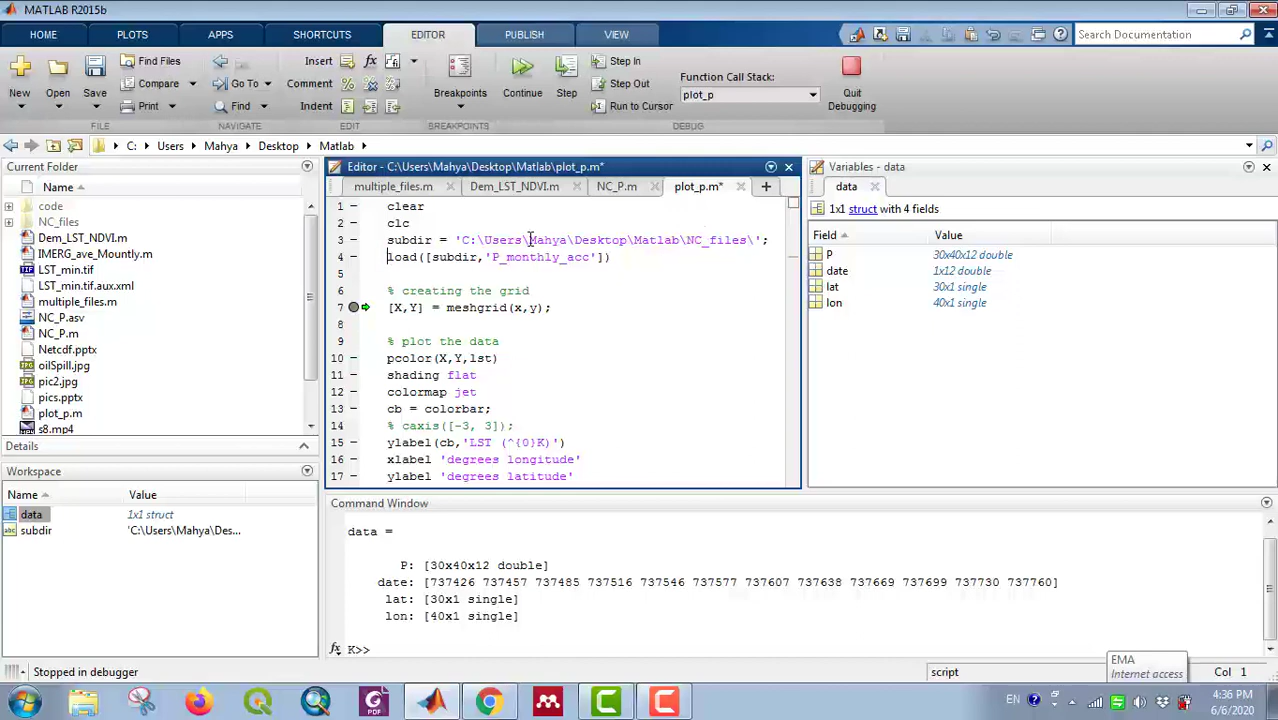 MATLAB R2015b
HOME PLOTS APPS SHORTCUTS EDITOR PUBLISH VIEW Search Documentation
New Open Save Find Files Compare Print
Go To Find
Insert Comment Indent
Breakpoints Continue Step Step In Step Out Run to Cursor
Function Call Stack:
plot_p
Quit Debugging
FILE NAVIGATE EDIT BREAKPOINTS DEBUG
C: Users Mahya Desktop Matlab
Current Folder
Name
code
NC_files
Dem_LST_NDVI.m
IMERG_ave_Mountly.m
LST_min.tif
LST_min.tif.aux.xml
multiple_files.m
NC_P.asv
NC_P.m
Netcdf.pptx
oilSpill.jpg
pic2.jpg
pics.pptx
plot_p.m
s8.mp4
Details
Workspace
Name Value
data 1x1 struct
subdir 'C:\Users\Mahya\Des...
Editor - C:\Users\Mahya\Desktop\Matlab\plot_p.m*
multiple_files.m Dem_LST_NDVI.m NC_P.m plot_p.m*
1 clear
2 clc
3 subdir = 'C:\Users\Mahya\Desktop\Matlab\NC_files\';
4 load([subdir,'P_monthly_acc'])
5
6 % creating the grid
7 [X,Y] = meshgrid(x,y);
8
9 % plot the data
10 pcolor(X,Y,lst)
11 shading flat
12 colormap jet
13 cb = colorbar;
14 % caxis([-3, 3]);
15 ylabel(cb,'LST (^{0}K)')
16 xlabel 'degrees longitude'
17 ylabel 'degrees latitude'
Variables - data
data
1x1 struct with 4 fields
Field Value
P 30x40x12 double
date 1x12 double
lat 30x1 single
lon 40x1 single
Command Window
data =
P: [30x40x12 double]
date: [737426 737457 737485 737516 737546 737577 737607 737638 737669 737699 737730 737760]
lat: [30x1 single]
lon: [40x1 single]
fx K>>
Stopped in debugger script Col 1
EMA
Internet access
PDF
EN
4:36 PM
6/6/2020